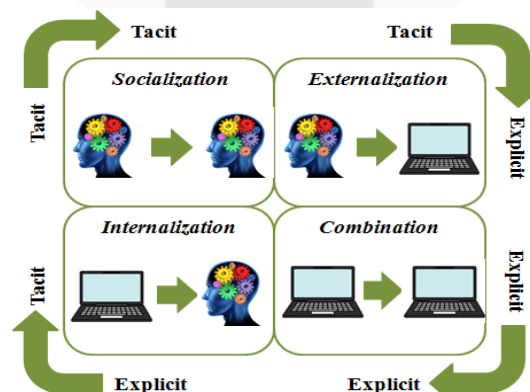 Tacit
Tacit
Socialization
Externalization
Tacit
Explicit
Internalization
Combination
Tacit
Explicit
Explicit
Explicit